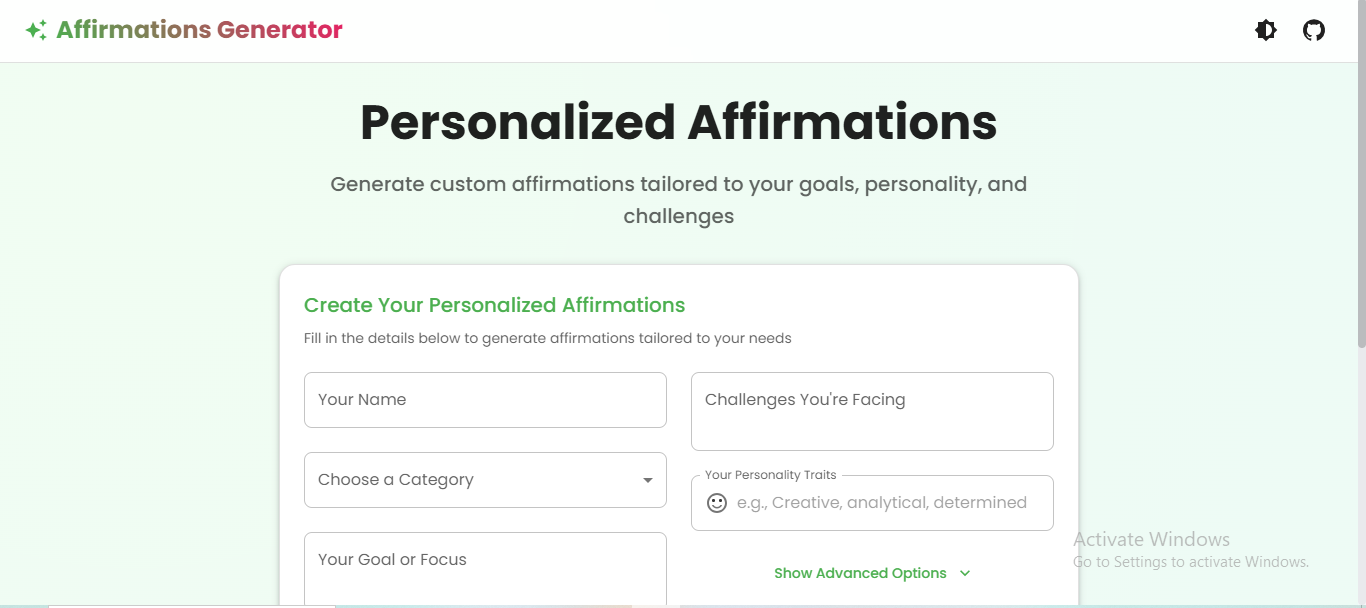 Affirmations Generator
Personalized Affirmations
Generate custom affirmations tailored to your goals, personality, and
challenges
Create Your Personalized Affirmations
Fill in the details below to generate affirmations tailored to your needs
Your Name
Choose a Category
Your Goal or Focus
Challenges You're Facing
Your Personality Traits
e.g., Creative, analytical, determined
Show Advanced Options
Activate Windows
Go to Settings to activate Windows.